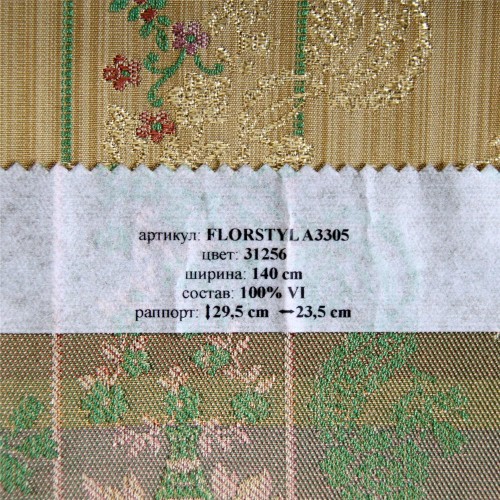 артикул: FLORSTYL A3305
цвет: 31256
ширина: 140 cm
состав: 100% VI
раппорт: ↕29,5 cm ↔23,5 cm